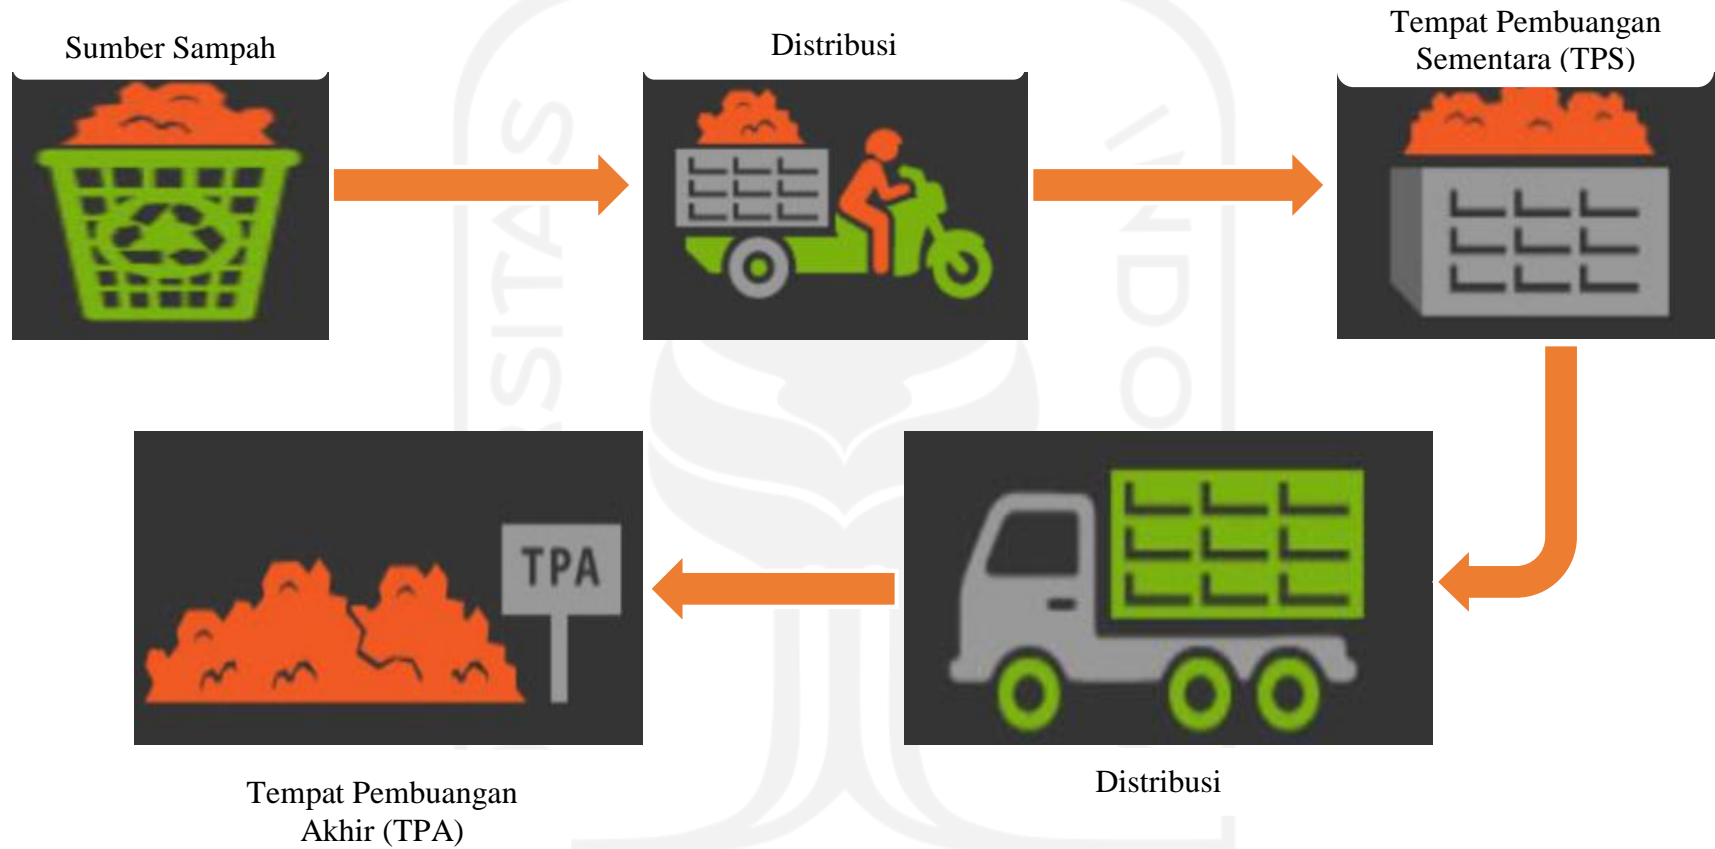 Sumber Sampah
Distribusi
Tempat Pembuangan
Sementara (TPS)
TPA
Tempat Pembuangan
Akhir (TPA)
Distribusi